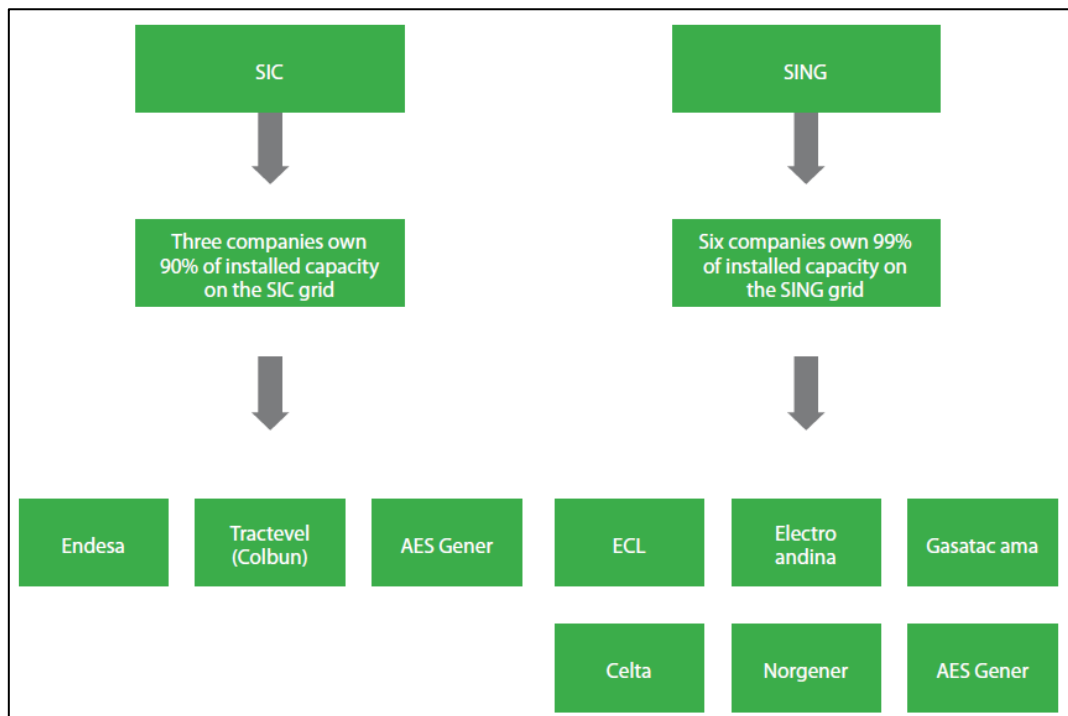 SIC
SING
Three companies own
90% of installed capacity
on the SIC grid
Six companies own 99%
of installed capacity on
the SING grid
Endesa
Tractevel
(Colbun)
AES Gener
ECL
Electro
andina
Gasatac ama
Celta
Norgener
AES Gener